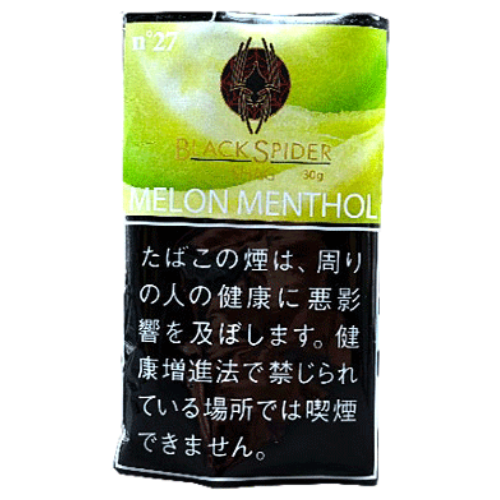 n°27
BLACK SPIDER
SHAG 30g
MELON MENTHOL
たばこの煙は、周り
の人の健康に悪影
響を及ぼします。健
康増進法で禁じられ
ている場所では喫煙
できません。